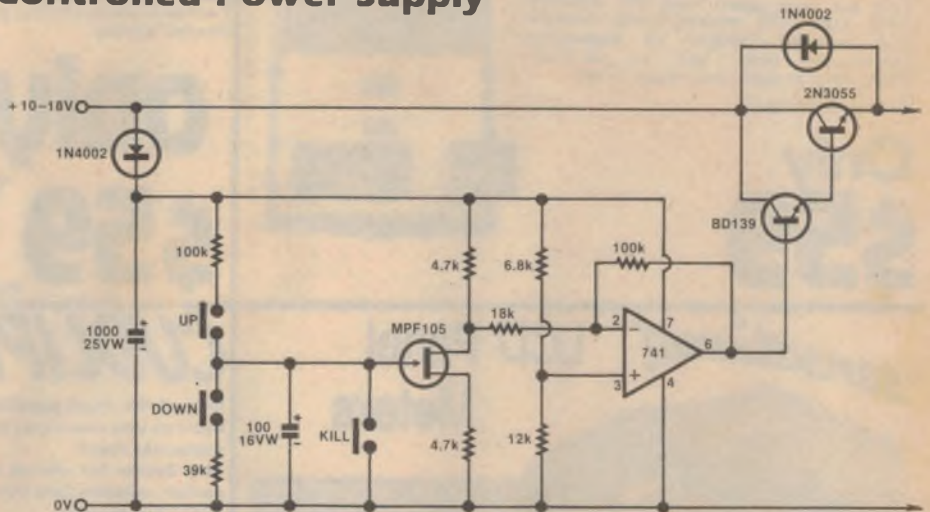 controlled Power supply
1N4002
+10–18V
2N3055
1N4002
BD139
100k
4.7k
6.8k
100k
UP
18k
1000
25VW
+
-
MPF105
2
-
7
741
6
+
3
4
DOWN
100
16VW
+
-
KILL
39k
4.7k
12k
0V